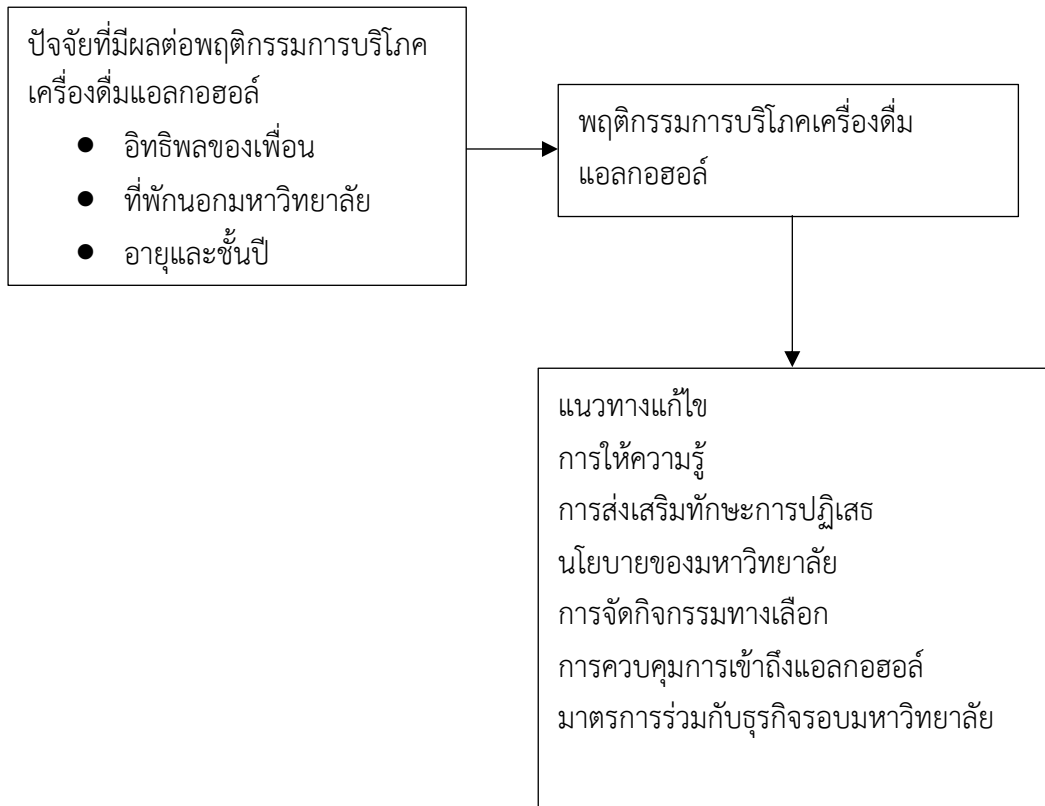 ปัจจัยที่มีผลต่อพฤติกรรมการบริโภค
เครื่องดื่มแอลกอฮอล์
● อิทธิพลของเพื่อน
● ที่พักนอกมหาวิทยาลัย
● อายุและชั้นปี
พฤติกรรมการบริโภคเครื่องดื่ม
แอลกอฮอล์
แนวทางแก้ไข
การให้ความรู้
การส่งเสริมทักษะการปฏิเสธ
นโยบายของมหาวิทยาลัย
การจัดกิจกรรมทางเลือก
การควบคุมการเข้าถึงแอลกอฮอล์
มาตรการร่วมกับธุรกิจรอบมหาวิทยาลัย